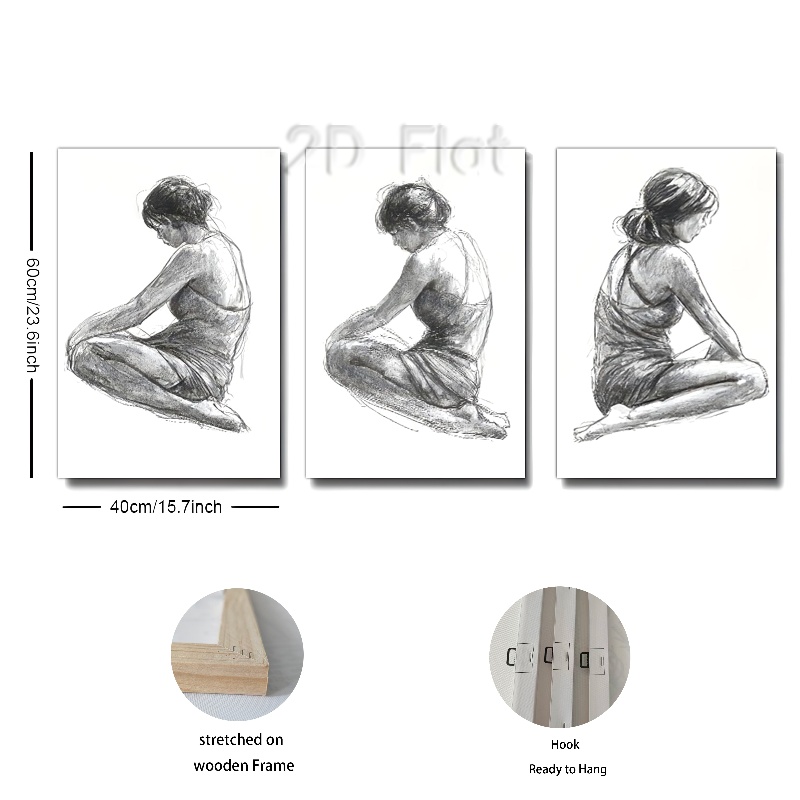 2D Flat
60cm/23.6inch
40cm/15.7inch
stretched on
wooden Frame
Hook
Ready to Hang